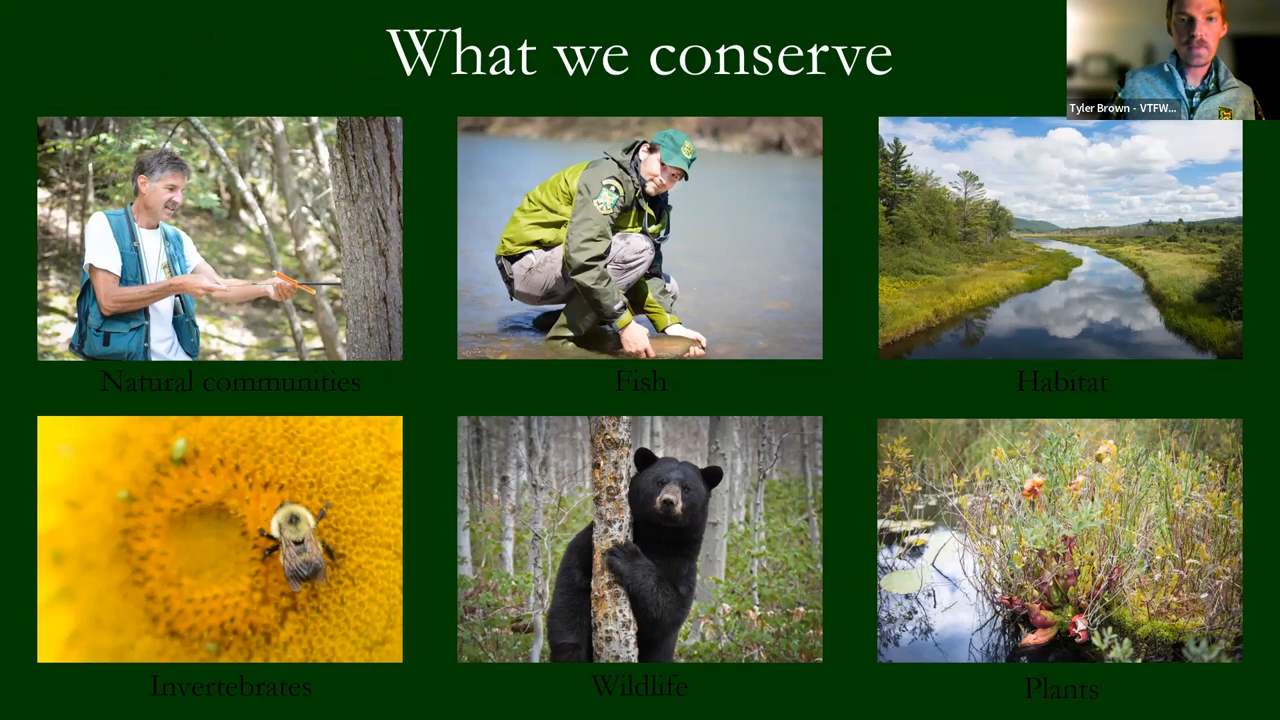 What we conserve
Tyler Brown - VTFW...
Natural communities
Fish
Habitat
Invertebrates
Wildlife
Plants